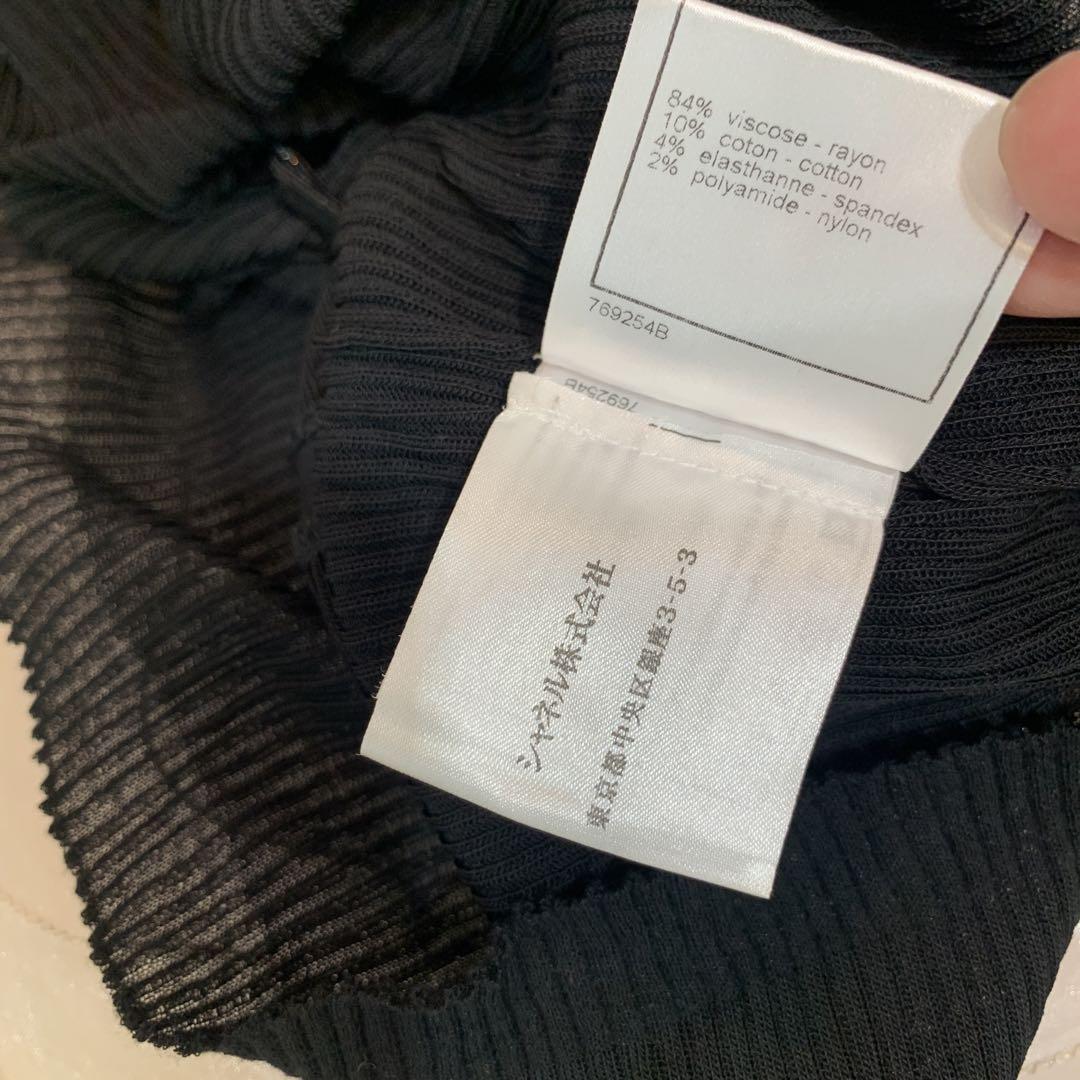 84% viscose - rayon
10% coton - cotton
4% elasthanne - spandex
2% polyamide - nylon
769254B
769254B
シャネル株式会社
東京都中央区銀座3-5-3